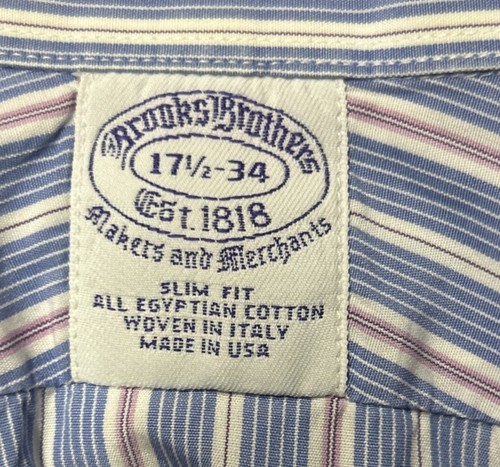 Brooks Brothers
17½-34
Est. 1818
Makers and Merchants
SLIM FIT
ALL EGYPTIAN COTTON
WOVEN IN ITALY
MADE IN USA